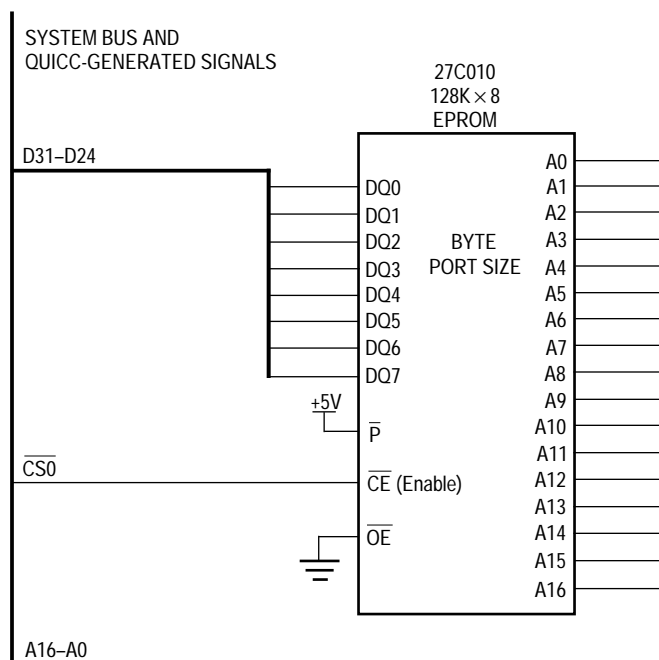 SYSTEM BUS AND
QUICC-GENERATED SIGNALS
27C010
128K × 8
EPROM
D31–D24
DQ0
DQ1
DQ2
DQ3
DQ4
DQ5
DQ6
DQ7
BYTE
PORT SIZE
A0
A1
A2
A3
A4
A5
A6
A7
A8
A9
A10
A11
A12
A13
A14
A15
A16
+5V
P
CS0
CE (Enable)
OE
A16–A0